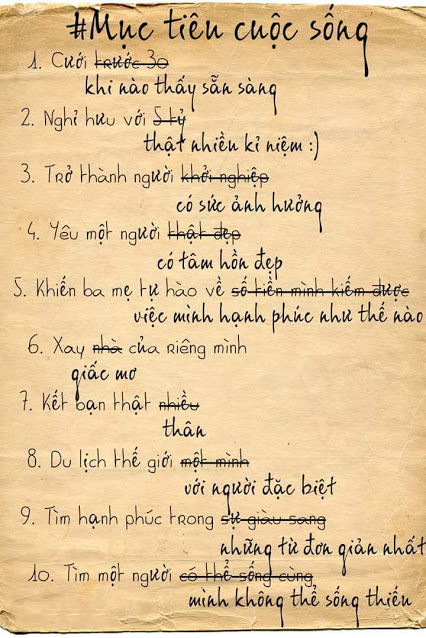 #Mục tiêu cuộc sống
1. Cưới trước 30
khi nào thấy sẵn sàng
2. Nghỉ hưu với 5 tỷ
thật nhiều kỉ niệm :)
3. Trở thành người khởi nghiệp
có sức ảnh hưởng
4. Yêu một người thật đẹp
có tâm hồn đẹp
5. Khiến ba mẹ tự hào về số tiền mình kiếm được
việc mình hạnh phúc như thế nào
6. Xay nhà của riêng mình
giấc mơ
7. Kết bạn thật nhiều
thân
8. Du lịch thế giới một mình
với người đặc biệt
9. Tìm hạnh phúc trong sự giàu sang
những từ đơn giản nhất
10. Tìm một người có thể sống cùng
mình không thể sống thiếu